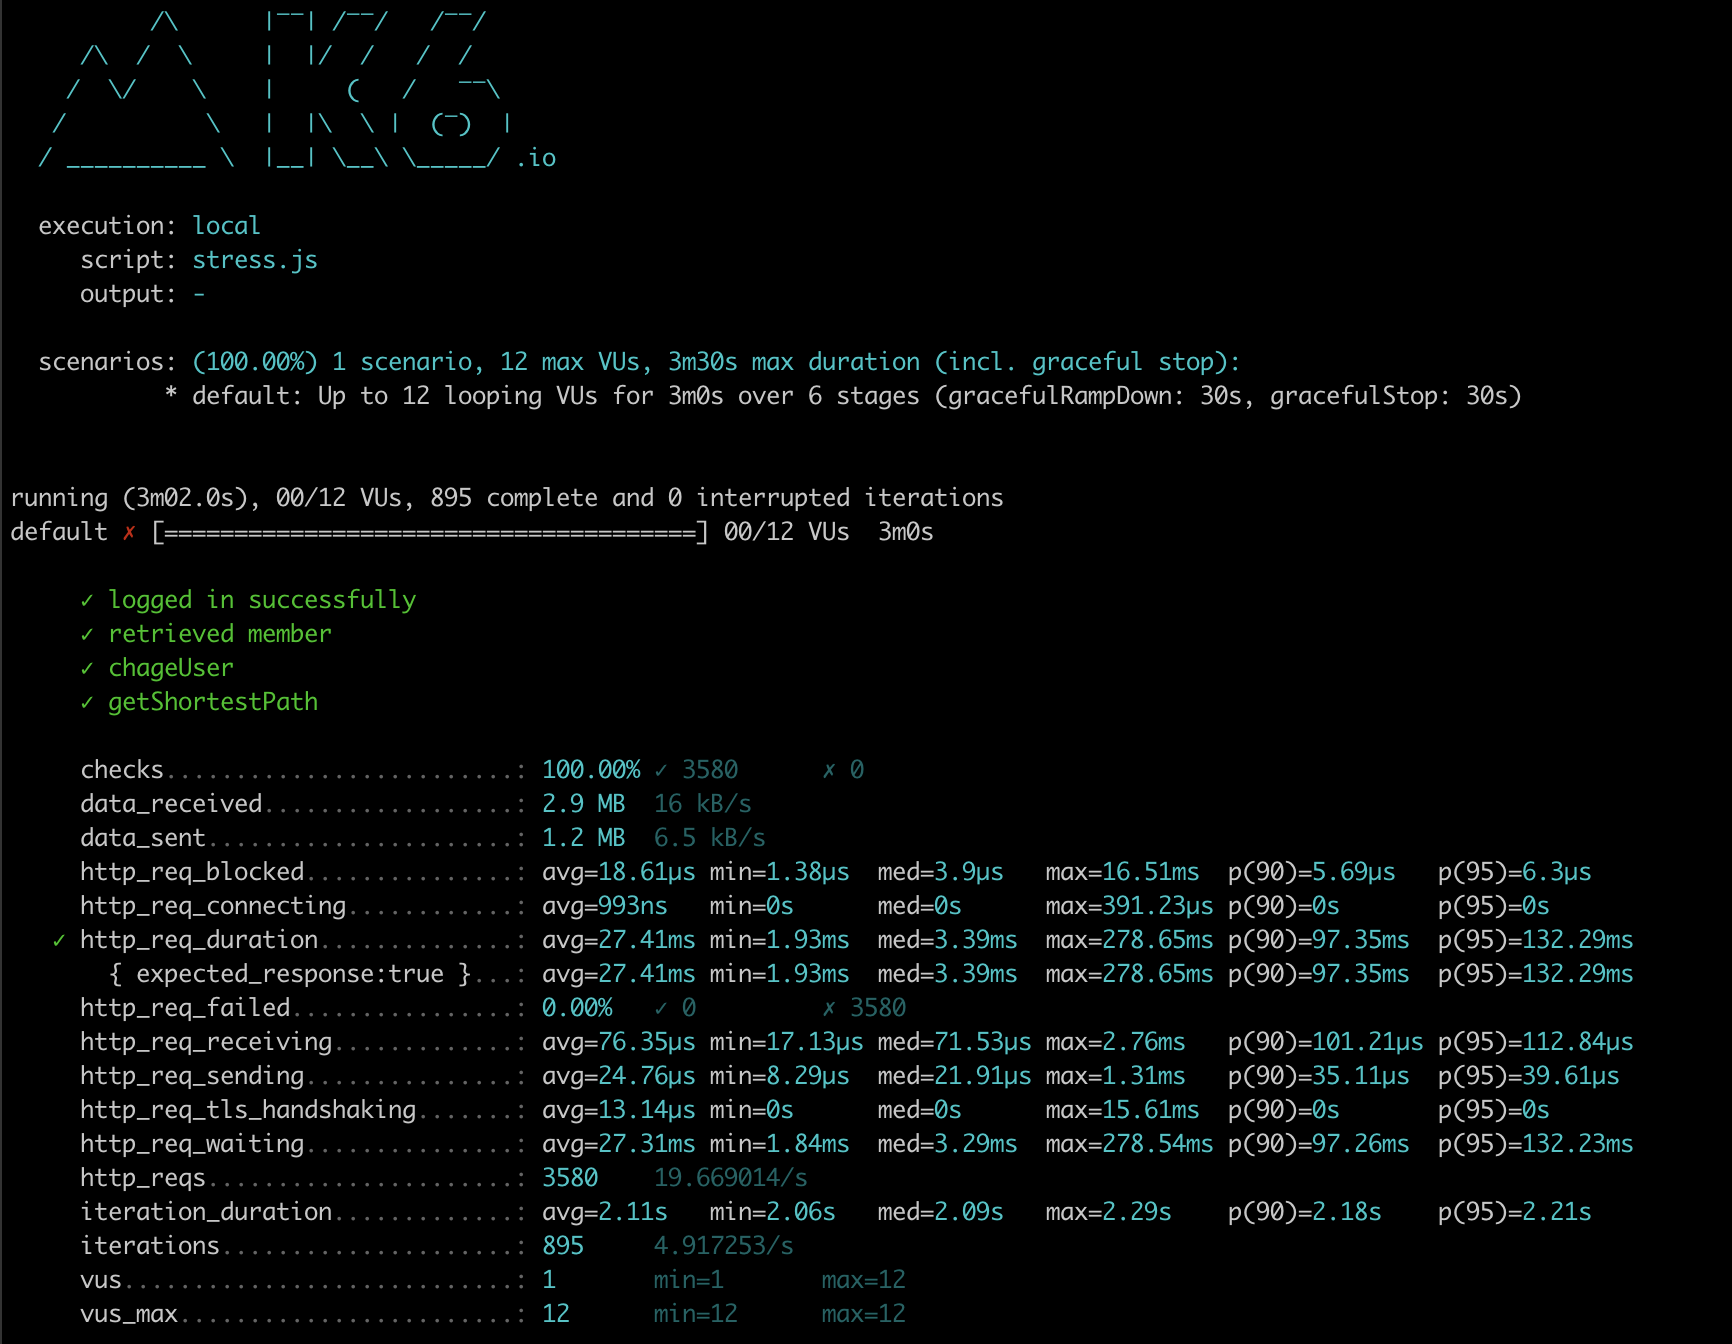 /\      |‾‾| /‾‾/   /‾‾/
    /\  /  \     |  |/  /   /  /
   /  \/    \    |     (   /   ‾‾\
  /          \   |  |\  \ |  (‾)  |
 / __________ \  |__| \__\ \_____/ .io
execution: local
script: stress.js
output: -
scenarios: (100.00%) 1 scenario, 12 max VUs, 3m30s max duration (incl. graceful stop):
* default: Up to 12 looping VUs for 3m0s over 6 stages (gracefulRampDown: 30s, gracefulStop: 30s)
running (3m02.0s), 00/12 VUs, 895 complete and 0 interrupted iterations
default ✗ [======================================] 00/12 VUs  3m0s
✓ logged in successfully
✓ retrieved member
✓ chageUser
✓ getShortestPath
checks.........................: 100.00% ✓ 3580      ✗ 0
data_received..................: 2.9 MB  16 kB/s
data_sent......................: 1.2 MB  6.5 kB/s
http_req_blocked...............: avg=18.61µs min=1.38µs  med=3.9µs   max=16.51ms  p(90)=5.69µs   p(95)=6.3µs
http_req_connecting............: avg=993ns   min=0s      med=0s      max=391.23µs p(90)=0s       p(95)=0s
✓ http_req_duration..............: avg=27.41ms min=1.93ms  med=3.39ms  max=278.65ms p(90)=97.35ms  p(95)=132.29ms
{ expected_response:true }...: avg=27.41ms min=1.93ms  med=3.39ms  max=278.65ms p(90)=97.35ms  p(95)=132.29ms
http_req_failed................: 0.00%   ✓ 0         ✗ 3580
http_req_receiving.............: avg=76.35µs min=17.13µs med=71.53µs max=2.76ms   p(90)=101.21µs p(95)=112.84µs
http_req_sending...............: avg=24.76µs min=8.29µs  med=21.91µs max=1.31ms   p(90)=35.11µs  p(95)=39.61µs
http_req_tls_handshaking.......: avg=13.14µs min=0s      med=0s      max=15.61ms  p(90)=0s       p(95)=0s
http_req_waiting...............: avg=27.31ms min=1.84ms  med=3.29ms  max=278.54ms p(90)=97.26ms  p(95)=132.23ms
http_reqs......................: 3580    19.669014/s
iteration_duration.............: avg=2.11s   min=2.06s   med=2.09s   max=2.29s    p(90)=2.18s    p(95)=2.21s
iterations.....................: 895     4.917253/s
vus............................: 1       min=1       max=12
vus_max........................: 12      min=12      max=12